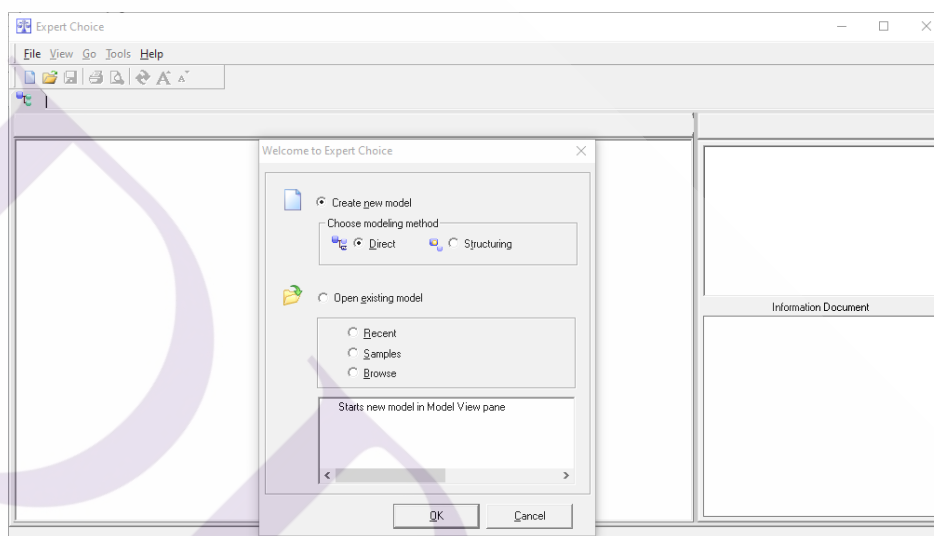 Expert Choice
File View Go Tools Help
Welcome to Expert Choice
Create new model
Choose modeling method
Direct Structuring
Open existing model
Recent
Samples
Browse
Starts new model in Model View pane
OK Cancel
Information Document